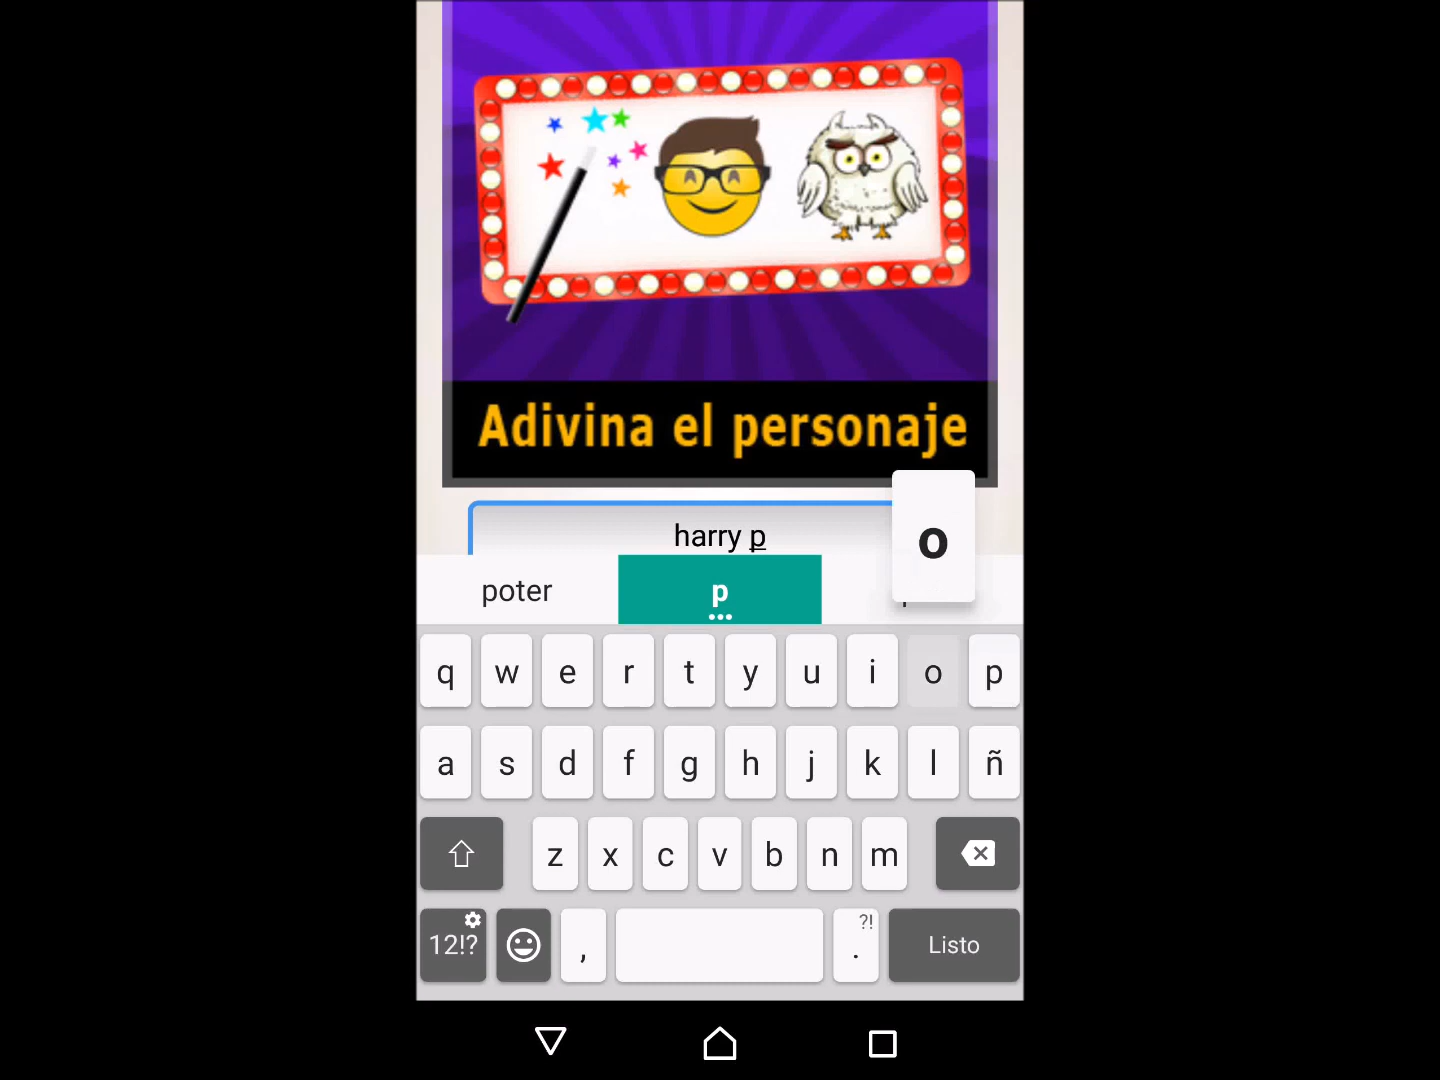 Adivina el personaje
harry p
o
poter p
q w e r t y u i o p
a s d f g h j k l ñ
z x c v b n m
?!
12!? , . Listo